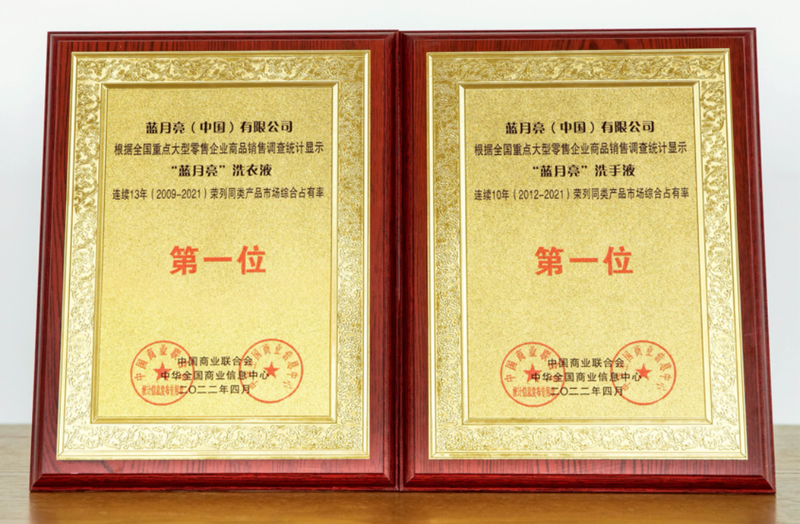 蓝月亮（中国）有限公司
根据全国重点大型零售企业商品销售调查统计显示
“蓝月亮”洗衣液
连续13年（2009-2021）荣列同类产品市场综合占有率
第一位
中国商业联合会
中华全国商业信息中心
二〇二二年四月
蓝月亮（中国）有限公司
根据全国重点大型零售企业商品销售调查统计显示
“蓝月亮”洗手液
连续10年（2012-2021）荣列同类产品市场综合占有率
第一位
中国商业联合会
中华全国商业信息中心
二〇二二年四月